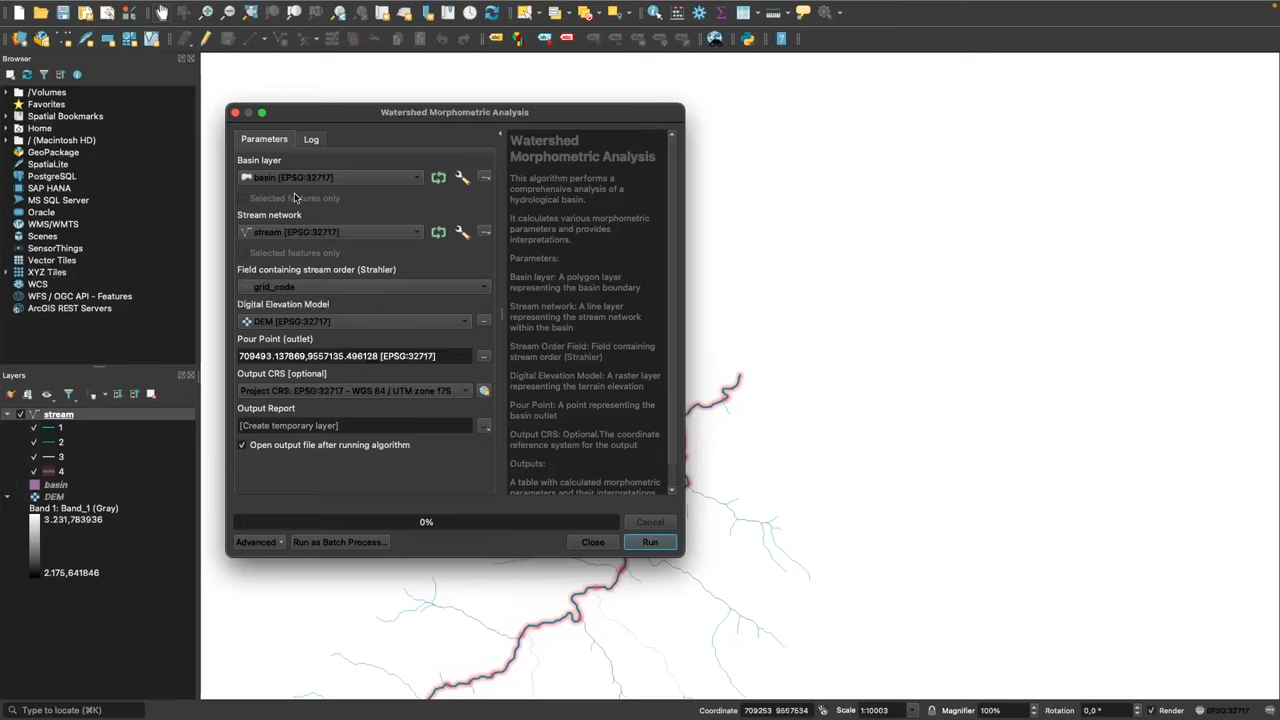 Browser
/Volumes
Favorites
Spatial Bookmarks
Home
/ (Macintosh HD)
GeoPackage
SpatiaLite
PostgreSQL
SAP HANA
MS SQL Server
Oracle
WMS/WMTS
Scenes
SensorThings
Vector Tiles
XYZ Tiles
WCS
WFS / OGC API - Features
ArcGIS REST Servers
Layers
stream
1
2
3
4
basin
DEM
Band 1: Band_1 (Gray)
3.231,783936
2.175,641846
Watershed Morphometric Analysis
Parameters
Log
Basin layer
basin [EPSG:32717]
Selected features only
Stream network
stream [EPSG:32717]
Selected features only
Field containing stream order (Strahler)
grid_code
Digital Elevation Model
DEM [EPSG:32717]
Pour Point (outlet)
709493.137869,9557135.496128 [EPSG:32717]
Output CRS [optional]
Project CRS: EPSG:32717 - WGS 84 / UTM zone 17S
Output Report
[Create temporary layer]
Open output file after running algorithm
Watershed
Morphometric Analysis
This algorithm performs a
comprehensive analysis of a
hydrological basin.
It calculates various morphometric
parameters and provides
interpretations.
Parameters:
Basin layer: A polygon layer
representing the basin boundary
Stream network: A line layer
representing the stream network
within the basin
Stream Order Field: Field containing
stream order (Strahler)
Digital Elevation Model: A raster layer
representing the terrain elevation
Pour Point: A point representing the
basin outlet
Output CRS: Optional.The coordinate
reference system for the output
Outputs:
A table with calculated morphometric
parameters and their interpretations
0%
Cancel
Advanced
Run as Batch Process...
Close
Run
Type to locate (⌘K)
Coordinate 709253 9557534
Scale 1:10003
Magnifier 100%
Rotation 0,0 °
Render
EPSG:32717